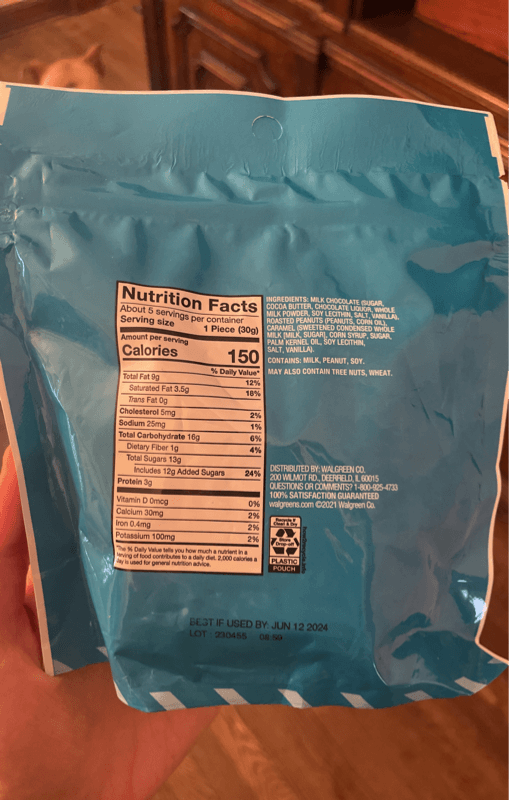 Nutrition Facts
About 5 servings per container
Serving size 1 Piece (30g)
Amount per serving
Calories 150
% Daily Value*
Total Fat 9g 12%
Saturated Fat 3.5g 18%
Trans Fat 0g
Cholesterol 5mg 2%
Sodium 25mg 1%
Total Carbohydrate 16g 6%
Dietary Fiber 1g 4%
Total Sugars 13g
Includes 12g Added Sugars 24%
Protein 3g
Vitamin D 0mcg 0%
Calcium 30mg 2%
Iron 0.4mg 2%
Potassium 100mg 2%
*The % Daily Value tells you how much a nutrient in a
serving of food contributes to a daily diet. 2,000 calories a
day is used for general nutrition advice.
INGREDIENTS: MILK CHOCOLATE (SUGAR,
COCOA BUTTER, CHOCOLATE LIQUOR, WHOLE
MILK POWDER, SOY LECITHIN, SALT, VANILLA),
ROASTED PEANUTS (PEANUTS, CORN OIL),
CARAMEL (SWEETENED CONDENSED WHOLE
MILK [MILK, SUGAR], CORN SYRUP, SUGAR,
PALM KERNEL OIL, SOY LECITHIN,
SALT, VANILLA).
CONTAINS: MILK, PEANUT, SOY.
MAY ALSO CONTAIN TREE NUTS, WHEAT.
DISTRIBUTED BY: WALGREEN CO.
200 WILMOT RD., DEERFIELD, IL 60015
QUESTIONS OR COMMENTS? 1-800-925-4733
100% SATISFACTION GUARANTEED
walgreens.com ©2021 Walgreen Co.
Recycle if
Clean & Dry
Store
Drop-off
PLASTIC
POUCH
BEST IF USED BY: JUN 12 2024
LOT : 230455